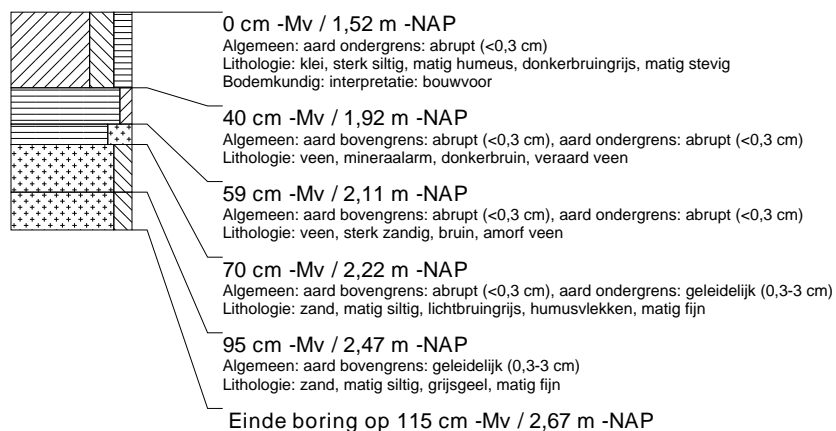 0 cm -Mv / 1,52 m -NAP
Algemeen: aard ondergrens: abrupt (<0,3 cm)
Lithologie: klei, sterk siltig, matig humeus, donkerbruingrijs, matig stevig
Bodemkundig: interpretatie: bouwvoor
40 cm -Mv / 1,92 m -NAP
Algemeen: aard bovengrens: abrupt (<0,3 cm), aard ondergrens: abrupt (<0,3 cm)
Lithologie: veen, mineraalarm, donkerbruin, veraard veen
59 cm -Mv / 2,11 m -NAP
Algemeen: aard bovengrens: abrupt (<0,3 cm), aard ondergrens: abrupt (<0,3 cm)
Lithologie: veen, sterk zandig, bruin, amorf veen
70 cm -Mv / 2,22 m -NAP
Algemeen: aard bovengrens: abrupt (<0,3 cm), aard ondergrens: geleidelijk (0,3-3 cm)
Lithologie: zand, matig siltig, lichtbruingrijs, humusvlekken, matig fijn
95 cm -Mv / 2,47 m -NAP
Algemeen: aard bovengrens: geleidelijk (0,3-3 cm)
Lithologie: zand, matig siltig, grijsgeel, matig fijn
Einde boring op 115 cm -Mv / 2,67 m -NAP